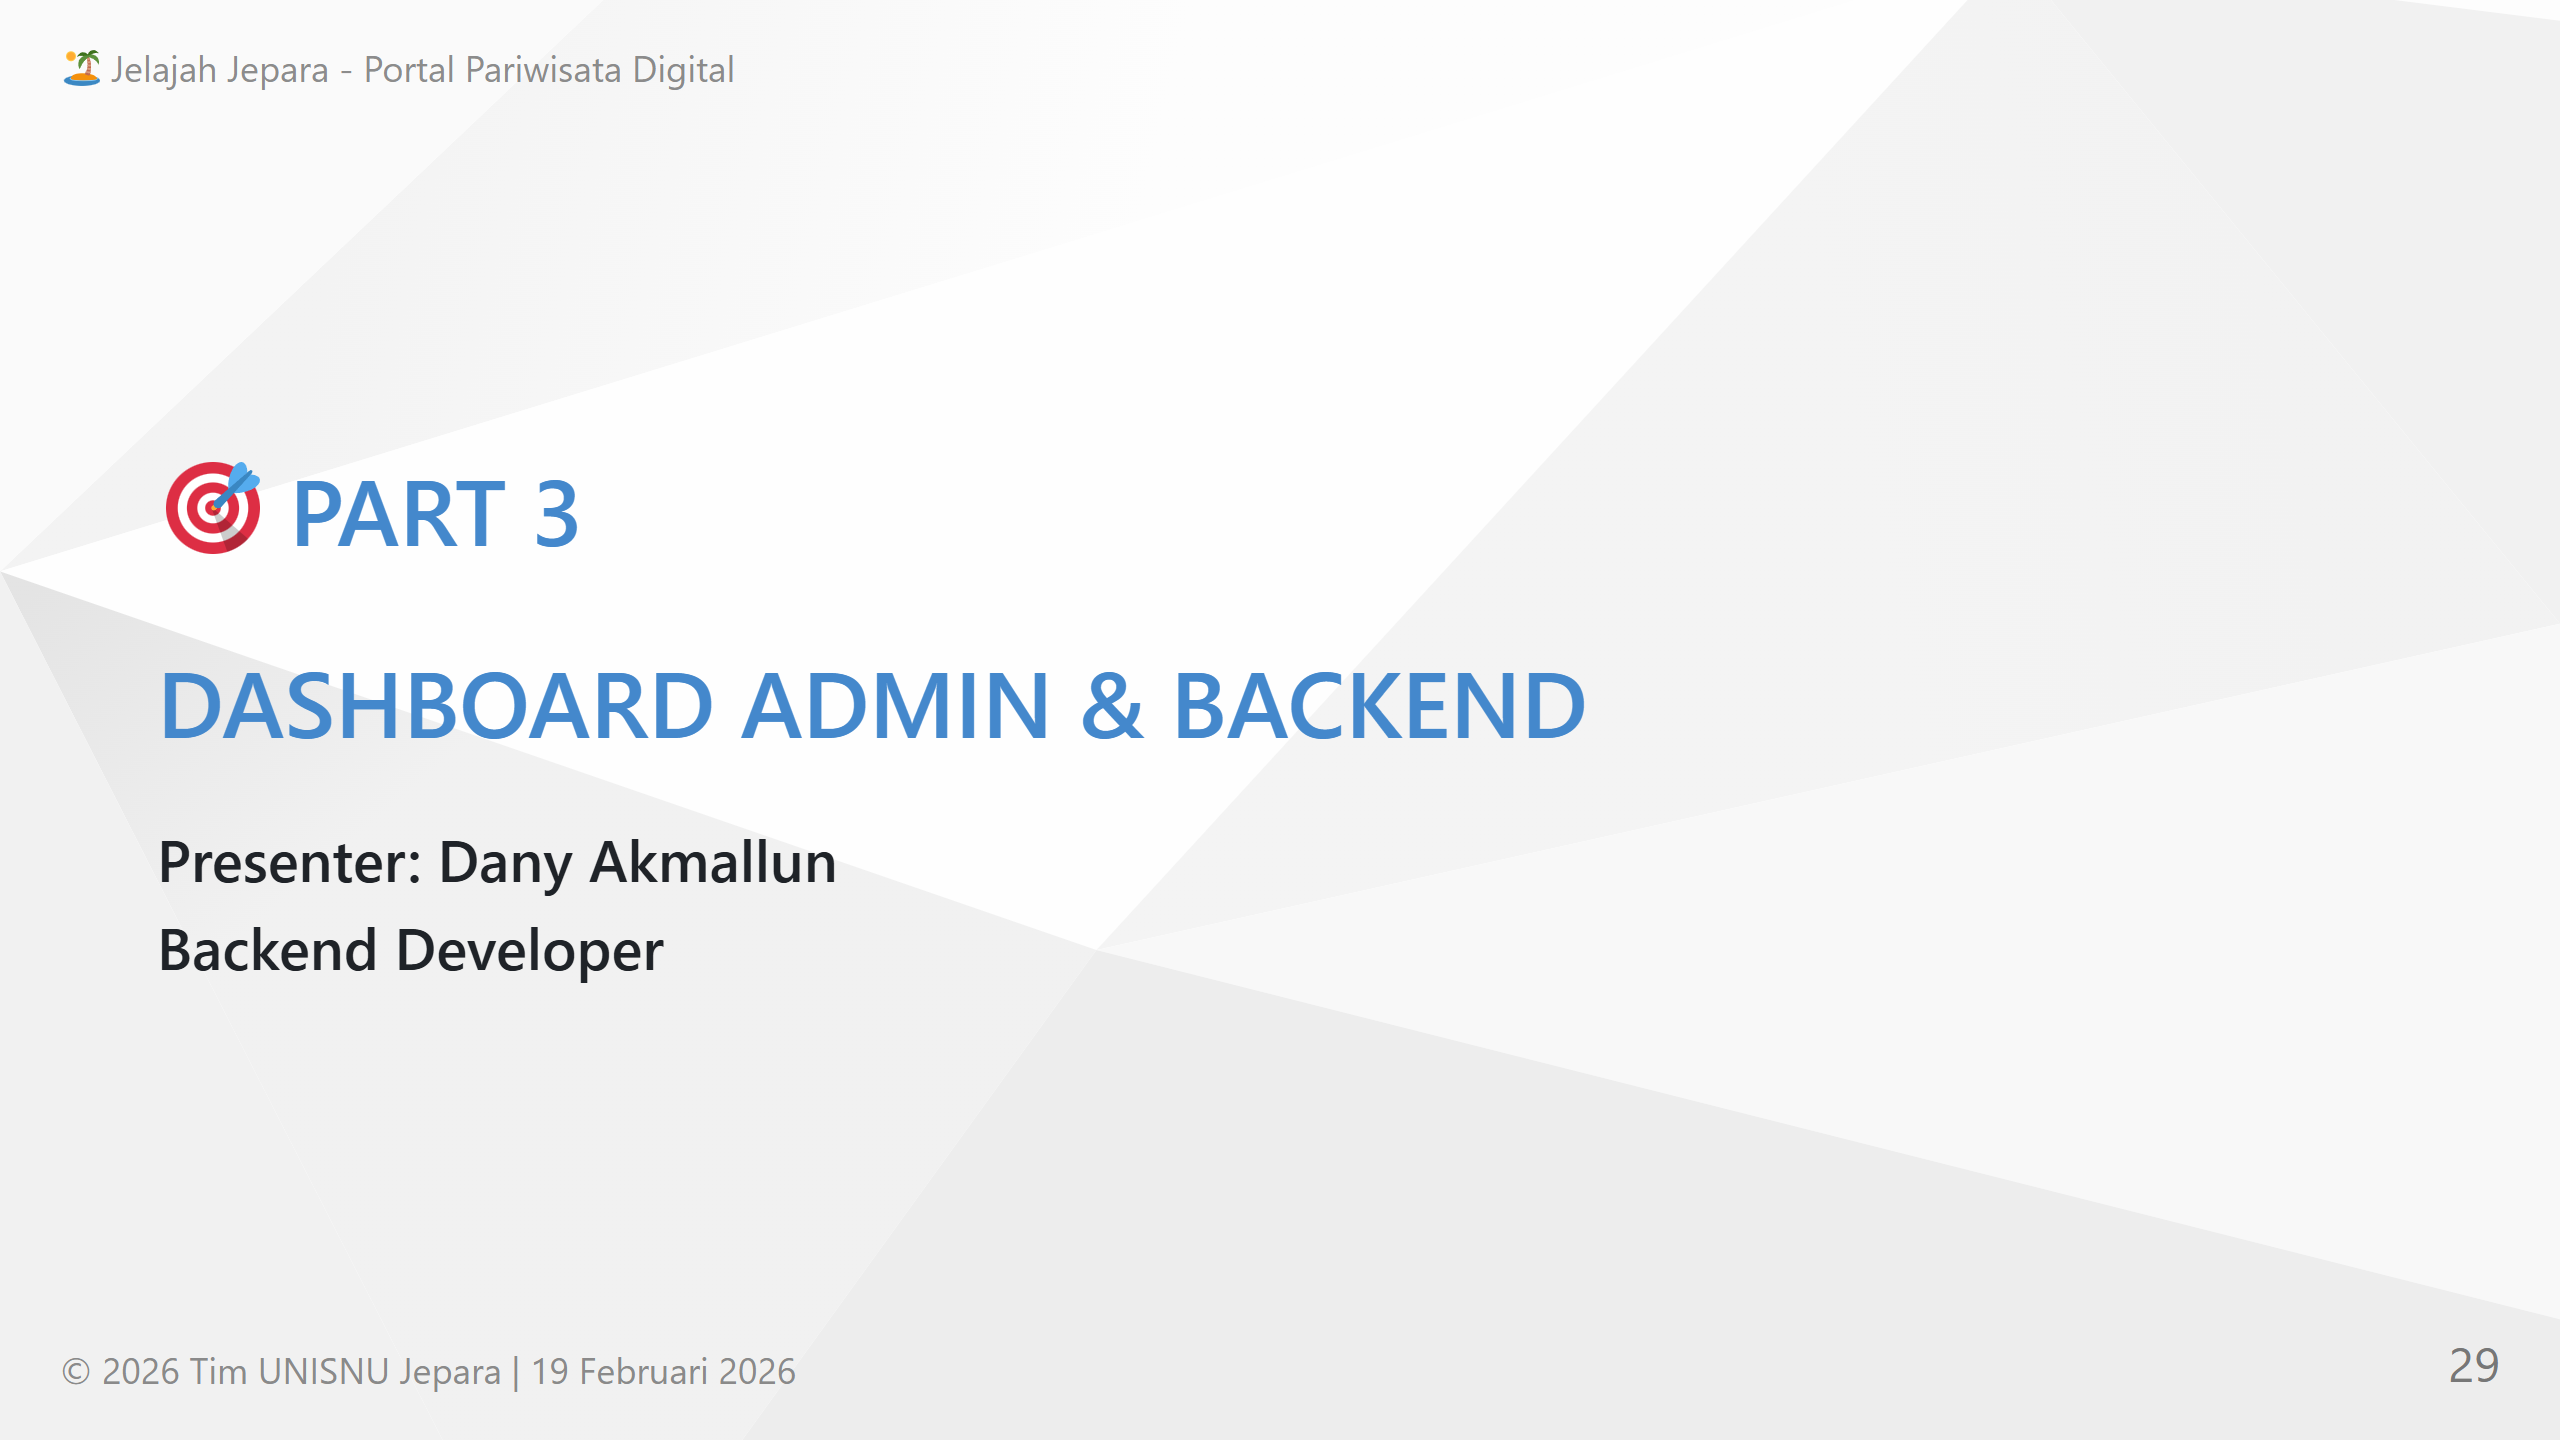 Jelajah Jepara - Portal Pariwisata Digital
PART 3
DASHBOARD ADMIN & BACKEND
Presenter: Dany Akmallun
Backend Developer
© 2026 Tim UNISNU Jepara | 19 Februari 2026
29